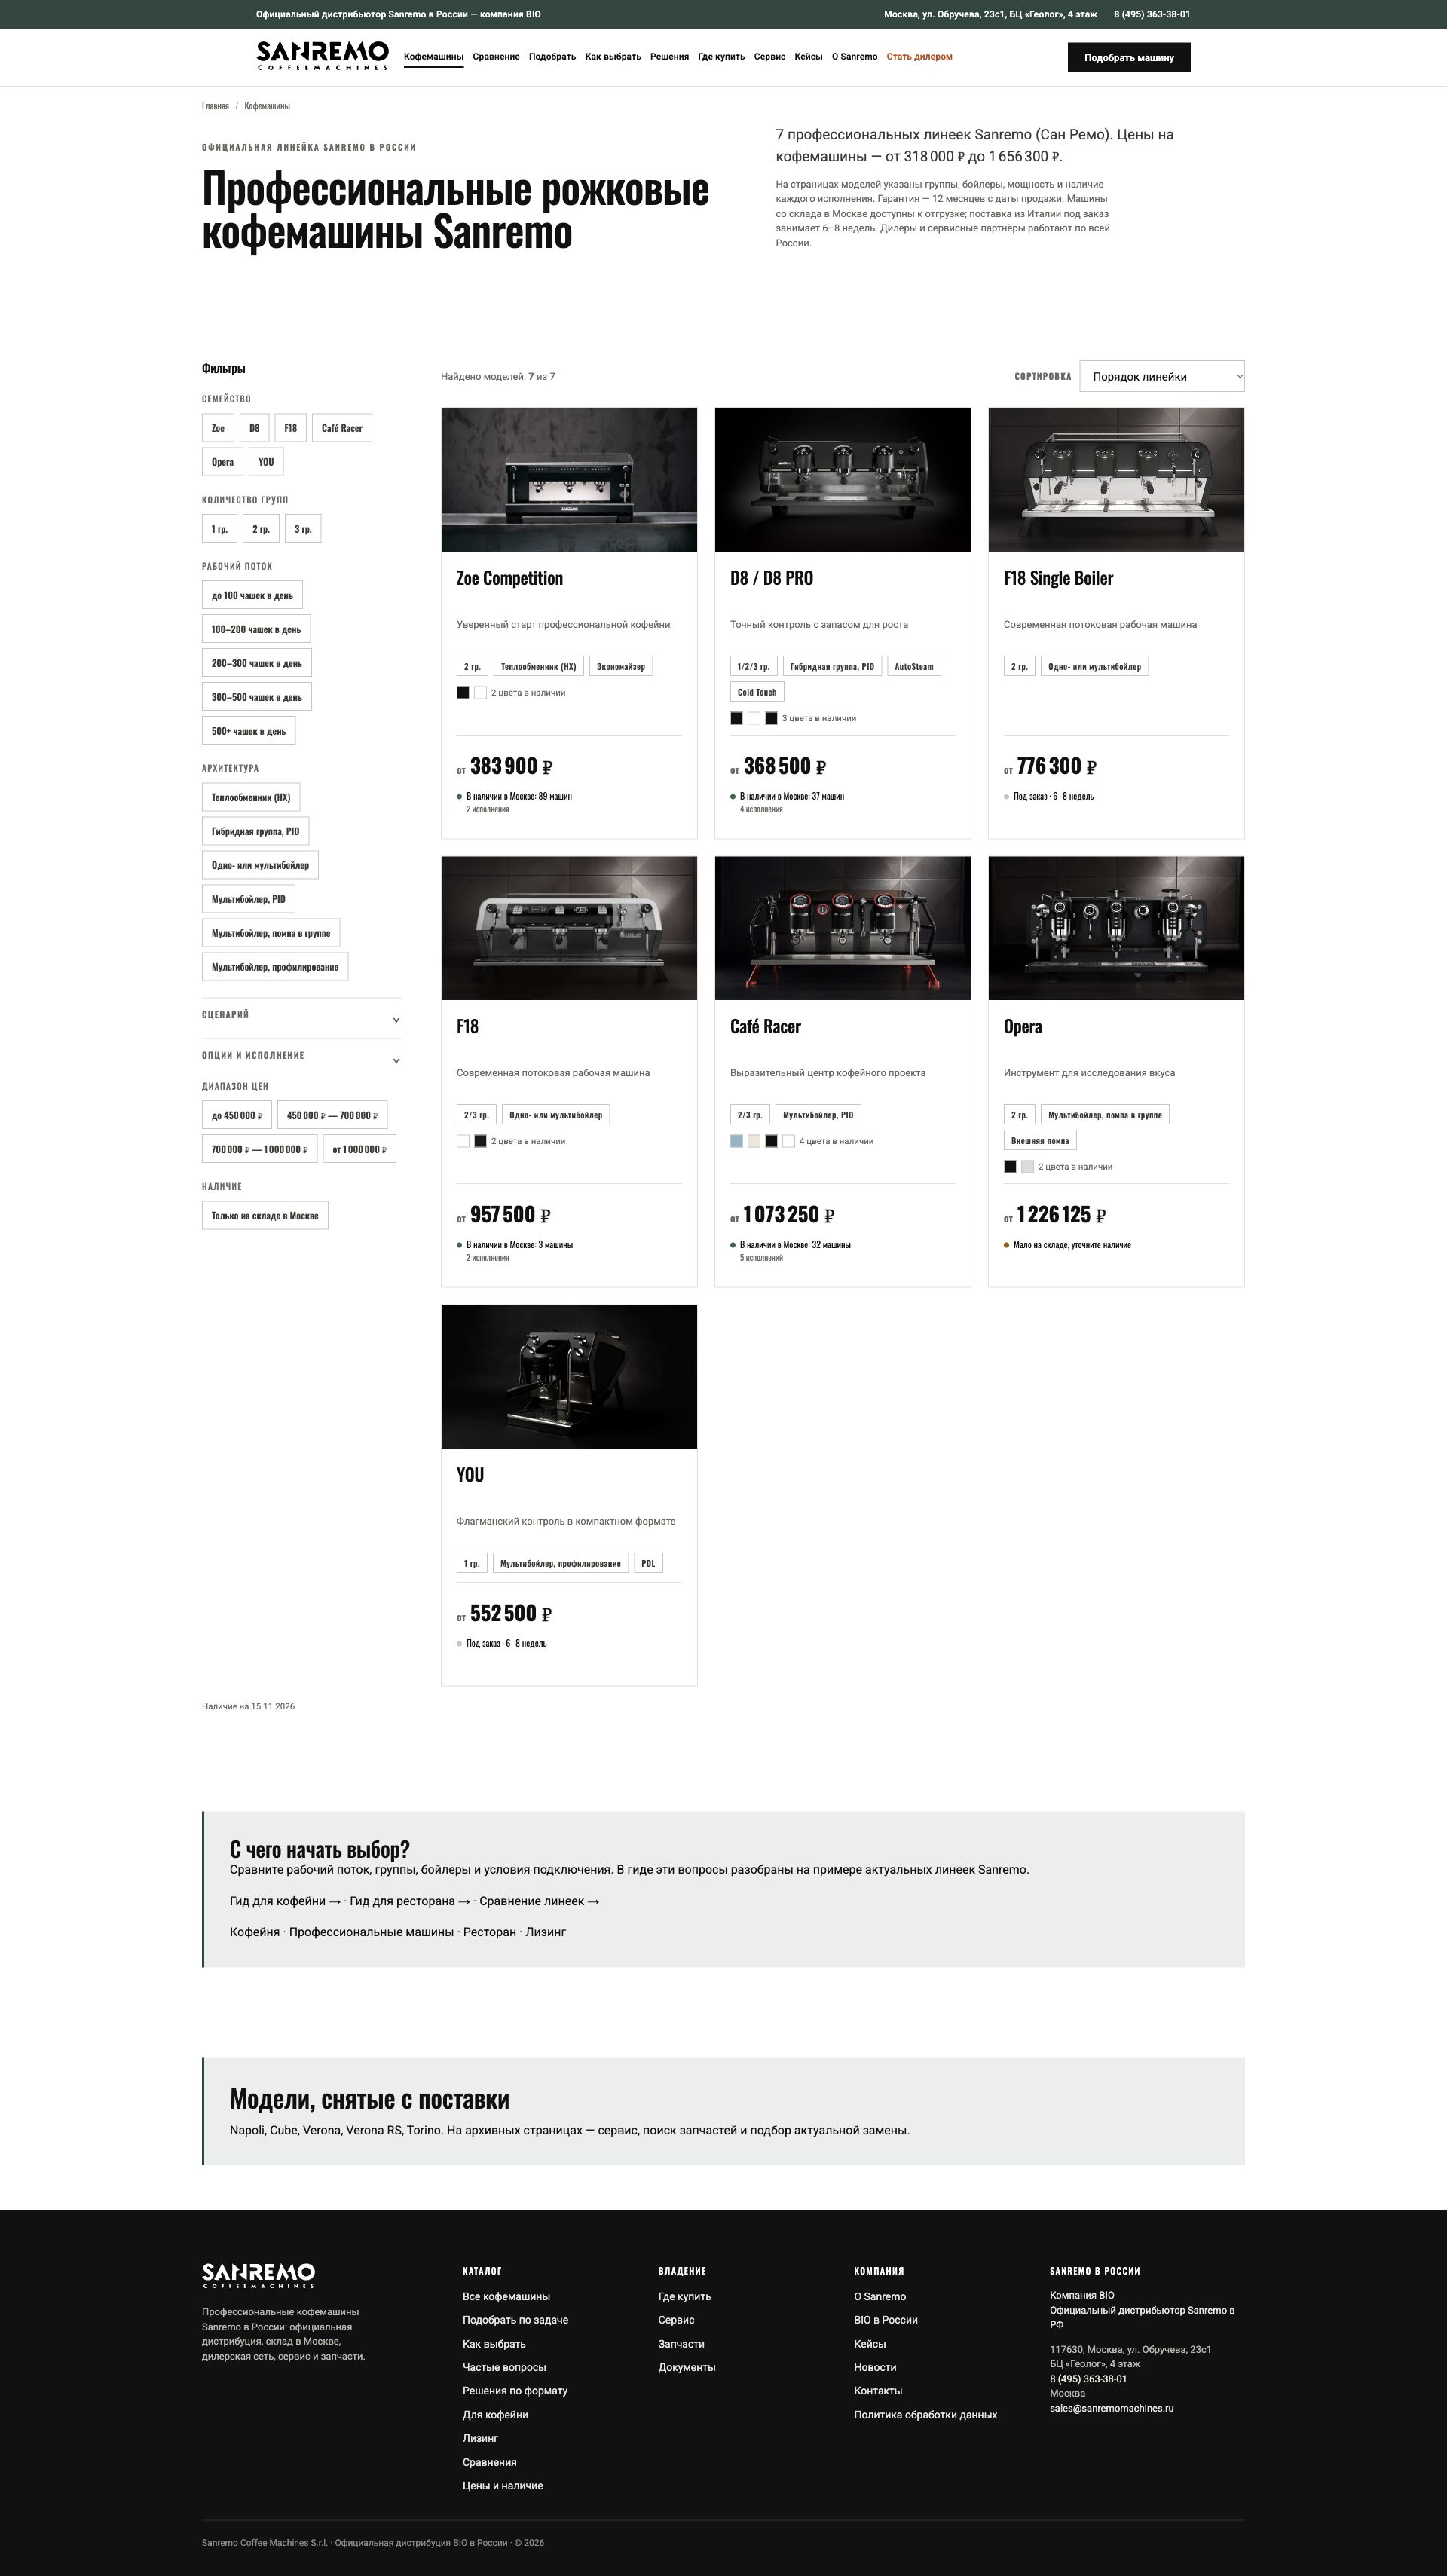 Официальный дистрибьютор Sanremo в России — компания BIO
Москва, ул. Обручева, 23с1, БЦ «Геолог», 4 этаж
8 (495) 363-38-01
SANREMO
COFFEE MACHINES
Кофемашины
Сравнение
Подобрать
Как выбрать
Решения
Где купить
Сервис
Кейсы
О Sanremo
Стать дилером
Подобрать машину
Главная / Кофемашины
ОФИЦИАЛЬНАЯ ЛИНЕЙКА SANREMO В РОССИИ
Профессиональные рожковые
кофемашины Sanremo
7 профессиональных линеек Sanremo (Сан Ремо). Цены на
кофемашины — от 318 000 ₽ до 1 656 300 ₽.
На страницах моделей указаны группы, бойлеры, мощность и наличие
каждого исполнения. Гарантия — 12 месяцев с даты продажи. Машины
со склада в Москве доступны к отгрузке; поставка из Италии под заказ
занимает 6–8 недель. Дилеры и сервисные партнёры работают по всей
России.
Фильтры
СЕМЕЙСТВО
Zoe
D8
F18
Café Racer
Opera
YOU
КОЛИЧЕСТВО ГРУПП
1 гр.
2 гр.
3 гр.
РАБОЧИЙ ПОТОК
до 100 чашек в день
100–200 чашек в день
200–300 чашек в день
300–500 чашек в день
500+ чашек в день
АРХИТЕКТУРА
Теплообменник (HX)
Гибридная группа, PID
Одно- или мультибойлер
Мультибойлер, PID
Мультибойлер, помпа в группе
Мультибойлер, профилирование
СЦЕНАРИЙ
ОПЦИИ И ИСПОЛНЕНИЕ
ДИАПАЗОН ЦЕН
до 450 000 ₽
450 000 ₽ — 700 000 ₽
700 000 ₽ — 1 000 000 ₽
от 1 000 000 ₽
НАЛИЧИЕ
Только на складе в Москве
Найдено моделей: 7 из 7
СОРТИРОВКА
Порядок линейки
Zoe Competition
Уверенный старт профессиональной кофейни
2 гр.
Теплообменник (HX)
Экономайзер
2 цвета в наличии
от 383 900 ₽
В наличии в Москве: 89 машин
2 исполнения
D8 / D8 PRO
Точный контроль с запасом для роста
1/2/3 гр.
Гибридная группа, PID
AutoSteam
Cold Touch
3 цвета в наличии
от 368 500 ₽
В наличии в Москве: 37 машин
4 исполнения
F18 Single Boiler
Современная потоковая рабочая машина
2 гр.
Одно- или мультибойлер
от 776 300 ₽
Под заказ · 6–8 недель
F18
Современная потоковая рабочая машина
2/3 гр.
Одно- или мультибойлер
2 цвета в наличии
от 957 500 ₽
В наличии в Москве: 3 машины
2 исполнения
Café Racer
Выразительный центр кофейного проекта
2/3 гр.
Мультибойлер, PID
4 цвета в наличии
от 1 073 250 ₽
В наличии в Москве: 32 машины
5 исполнений
Opera
Инструмент для исследования вкуса
2 гр.
Мультибойлер, помпа в группе
Внешняя помпа
2 цвета в наличии
от 1 226 125 ₽
Мало на складе, уточните наличие
YOU
Флагманский контроль в компактном формате
1 гр.
Мультибойлер, профилирование
PDL
от 552 500 ₽
Под заказ · 6–8 недель
Наличие на 15.11.2026
С чего начать выбор?
Сравните рабочий поток, группы, бойлеры и условия подключения. В гиде эти вопросы разобраны на примере актуальных линеек Sanremo.
Гид для кофейни → · Гид для ресторана → · Сравнение линеек →
Кофейня · Профессиональные машины · Ресторан · Лизинг
Модели, снятые с поставки
Napoli, Cube, Verona, Verona RS, Torino. На архивных страницах — сервис, поиск запчастей и подбор актуальной замены.
SANREMO
COFFEE MACHINES
Профессиональные кофемашины
Sanremo в России: официальная
дистрибуция, склад в Москве,
дилерская сеть, сервис и запчасти.
КАТАЛОГ
Все кофемашины
Подобрать по задаче
Как выбрать
Частые вопросы
Решения по формату
Для кофейни
Лизинг
Сравнения
Цены и наличие
ВЛАДЕНИЕ
Где купить
Сервис
Запчасти
Документы
КОМПАНИЯ
О Sanremo
BIO в России
Кейсы
Новости
Контакты
Политика обработки данных
SANREMO В РОССИИ
Компания BIO
Официальный дистрибьютор Sanremo в
РФ
117630, Москва, ул. Обручева, 23с1
БЦ «Геолог», 4 этаж
8 (495) 363-38-01
Москва
sales@sanremomachines.ru
Sanremo Coffee Machines S.r.l. · Официальная дистрибуция BIO в России · © 2026